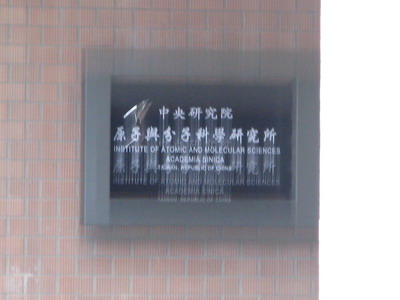 中央研究院
原子與分子科學研究所
INSTITUTE OF ATOMIC AND MOLECULAR SCIENCES
ACADEMIA SINICA
TAIWAN, REPUBLIC OF CHINA